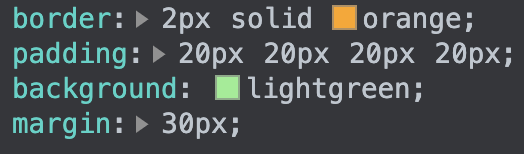 border: 2px solid orange;
padding: 20px 20px 20px 20px;
background: lightgreen;
margin: 30px;